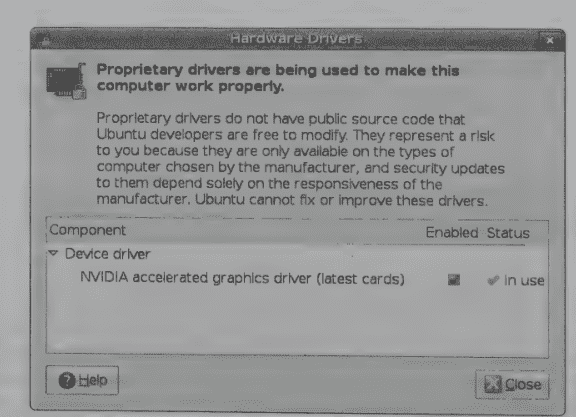 Hardware Drivers
Proprietary drivers are being used to make this
computer work properly.
Proprietary drivers do not have public source code that
Ubuntu developers are free to modify. They represent a risk
to you because they are only available on the types of
computer chosen by the manufacturer, and security updates
to them depend solely on the responsiveness of the
manufacturer. Ubuntu cannot fix or improve these drivers.
Component Enabled Status
Device driver
NVIDIA accelerated graphics driver (latest cards) In use
Help Close